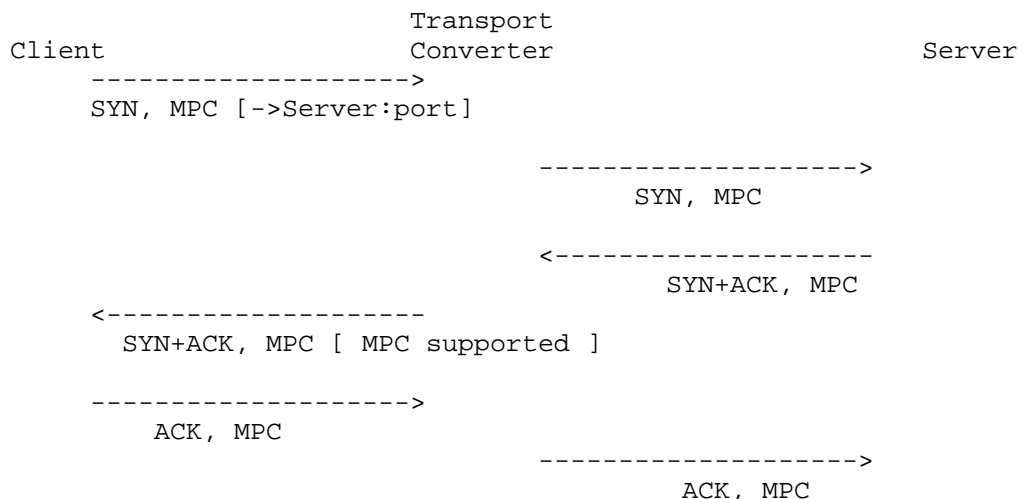 Transport
Client Converter Server
-------------------->
SYN, MPC [->Server:port]
-------------------->
SYN, MPC
<--------------------
SYN+ACK, MPC
<--------------------
SYN+ACK, MPC [ MPC supported ]
-------------------->
ACK, MPC
-------------------->
ACK, MPC